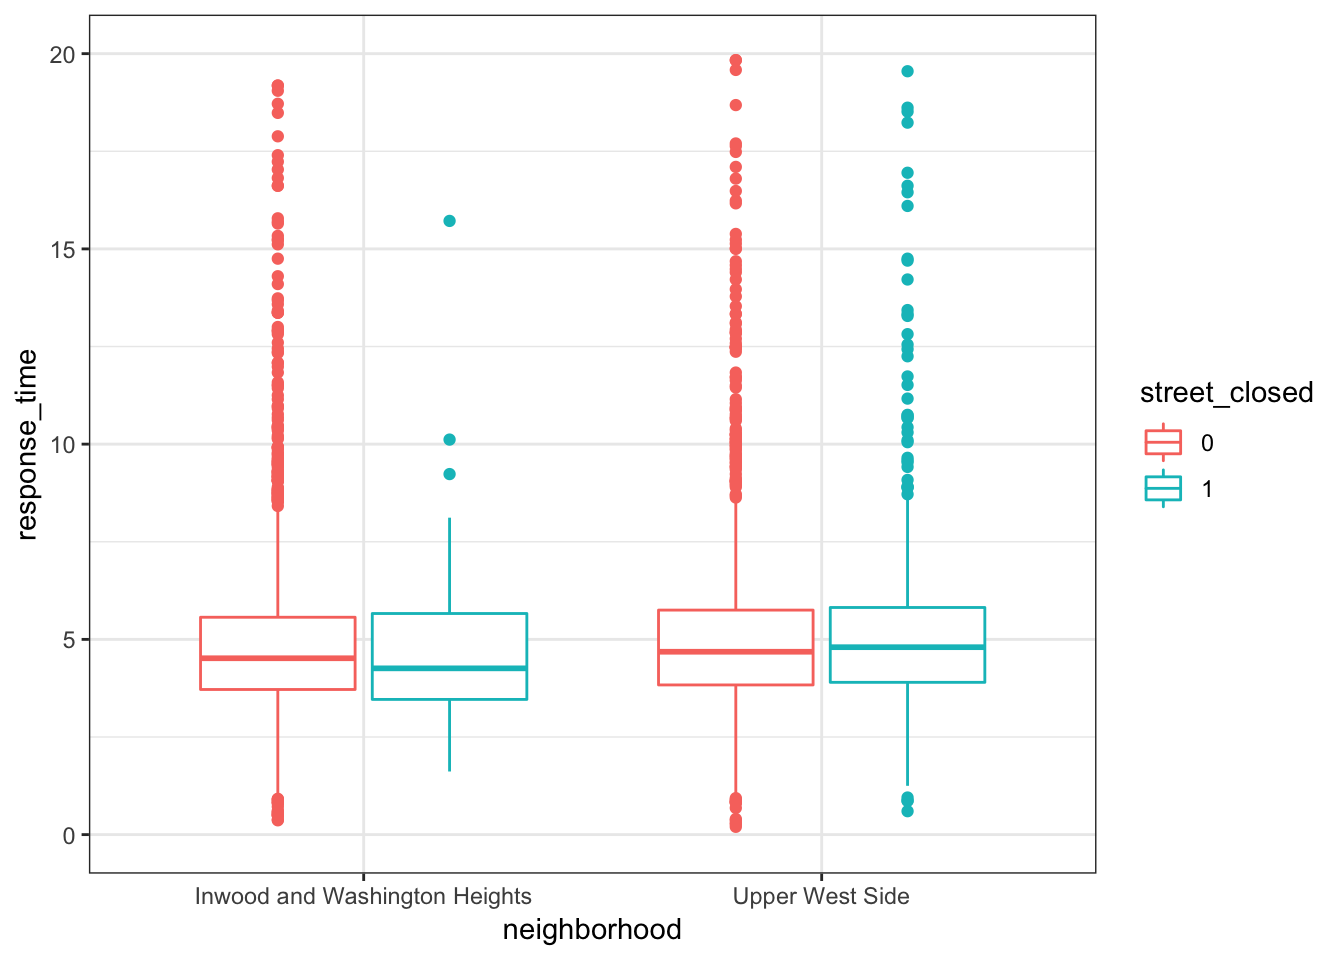 response_time
20
15
10
5
0
Inwood and Washington Heights
Upper West Side
neighborhood
street_closed
0
1